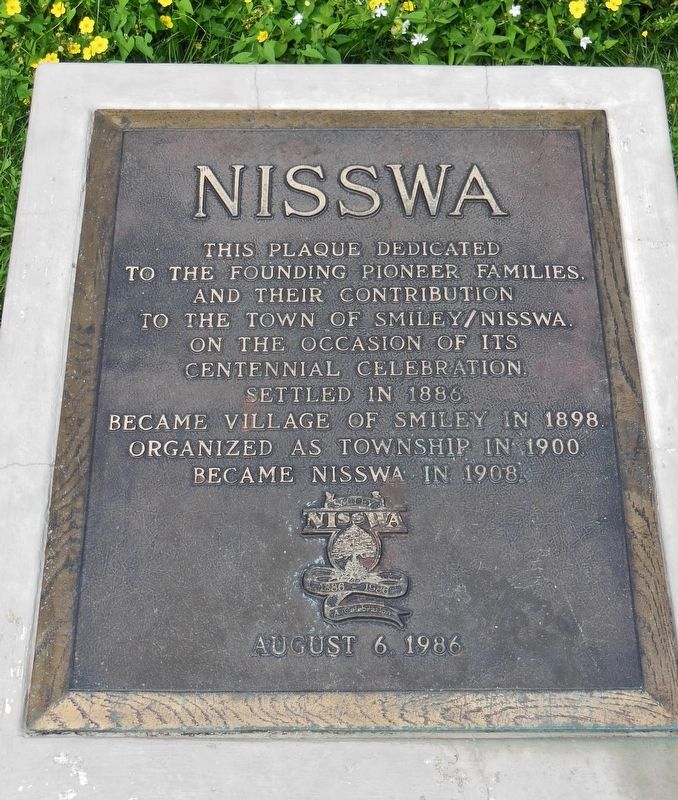 NISSWA
THIS PLAQUE DEDICATED
TO THE FOUNDING PIONEER FAMILIES,
AND THEIR CONTRIBUTION
TO THE TOWN OF SMILEY/NISSWA.
ON THE OCCASION OF ITS
CENTENNIAL CELEBRATION.
SETTLED IN 1886.
BECAME VILLAGE OF SMILEY IN 1898.
ORGANIZED AS TOWNSHIP IN 1900.
BECAME NISSWA IN 1908.
NISSWA
1886 - 1986
A Celebration
AUGUST 6, 1986